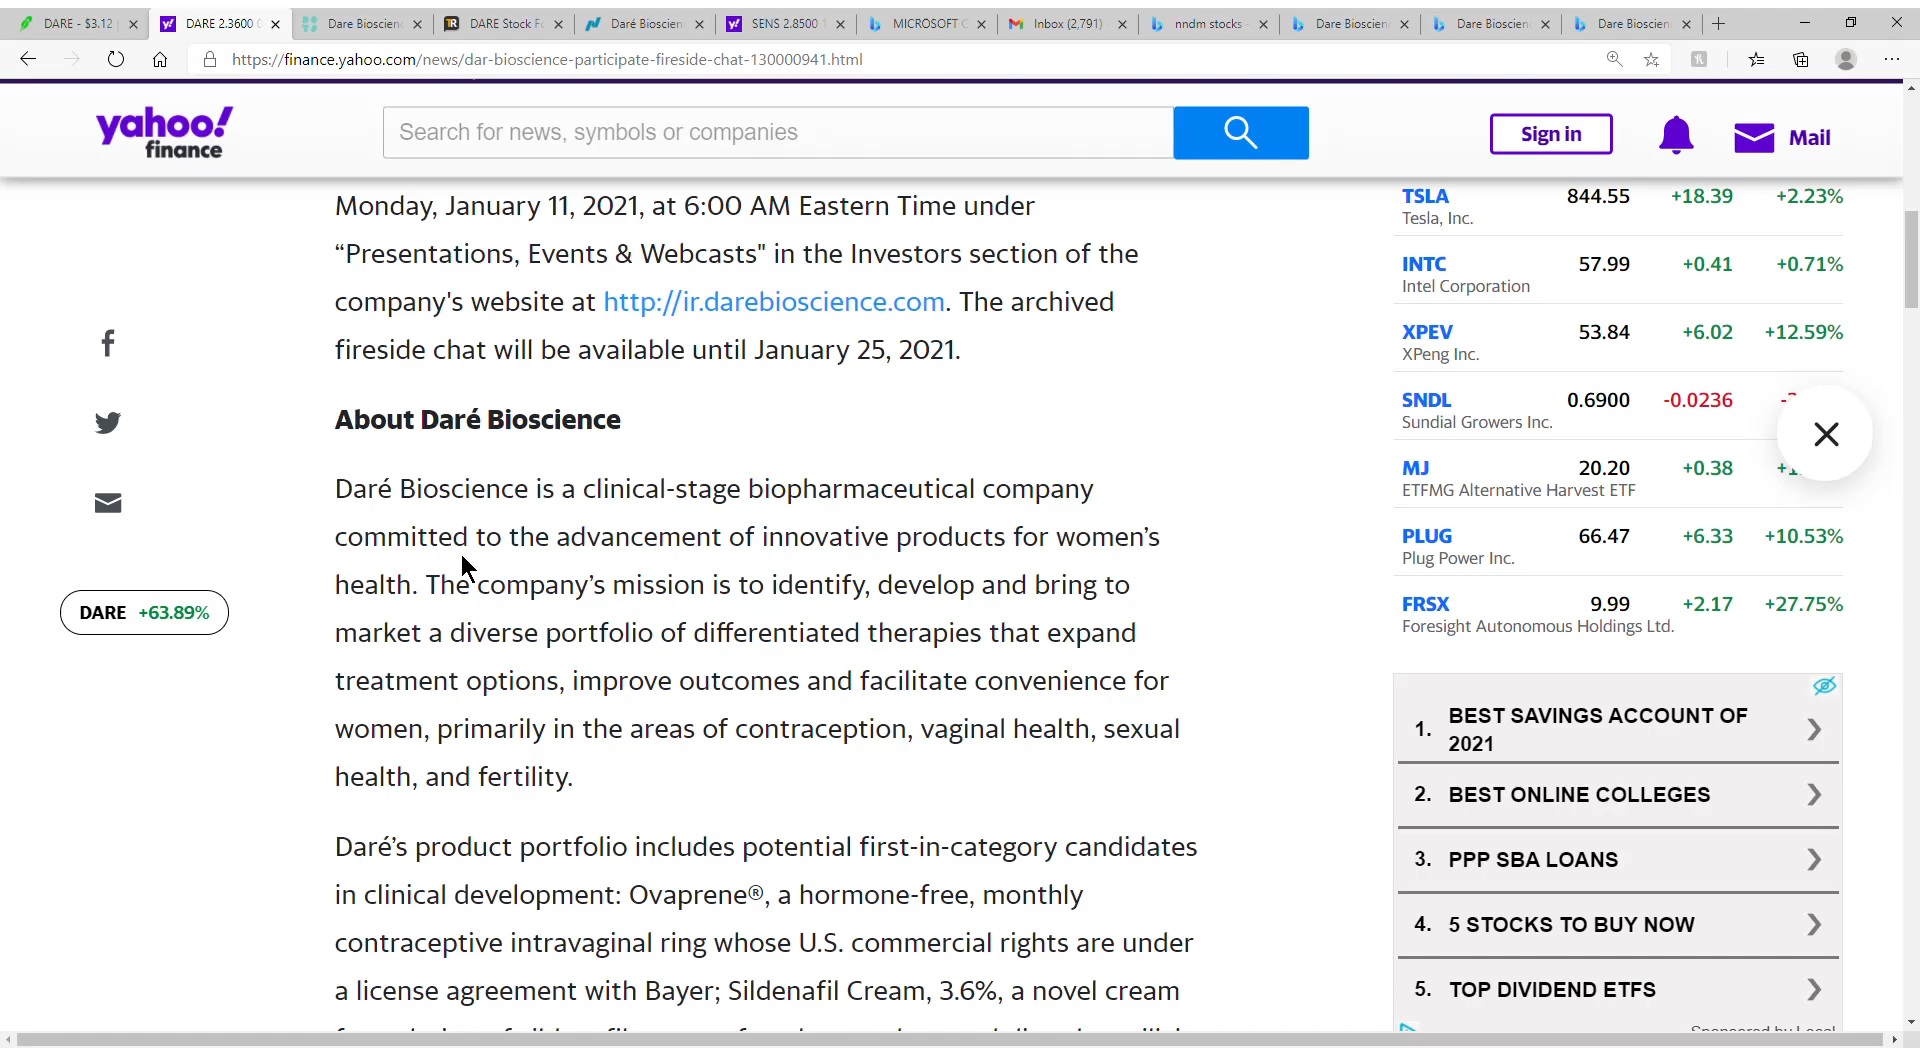 DARE - $3.12
DARE 2.3600
Dare Bioscien
DARE Stock Fo
Daré Bioscien
SENS 2.8500
MICROSOFT
Inbox (2,791)
nndm stocks -
Dare Bioscien
Dare Bioscien
Dare Bioscien
https://finance.yahoo.com/news/dar-bioscience-participate-fireside-chat-130000941.html
yahoo!
finance
Search for news, symbols or companies
Sign in
Mail
Monday, January 11, 2021, at 6:00 AM Eastern Time under
“Presentations, Events & Webcasts" in the Investors section of the
company's website at http://ir.darebioscience.com. The archived
fireside chat will be available until January 25, 2021.
About Daré Bioscience
Daré Bioscience is a clinical-stage biopharmaceutical company
committed to the advancement of innovative products for women’s
health. The company’s mission is to identify, develop and bring to
market a diverse portfolio of differentiated therapies that expand
treatment options, improve outcomes and facilitate convenience for
women, primarily in the areas of contraception, vaginal health, sexual
health, and fertility.
Daré’s product portfolio includes potential first-in-category candidates
in clinical development: Ovaprene®, a hormone-free, monthly
contraceptive intravaginal ring whose U.S. commercial rights are under
a license agreement with Bayer; Sildenafil Cream, 3.6%, a novel cream
DARE +63.89%
TSLA 844.55 +18.39 +2.23%
Tesla, Inc.
INTC 57.99 +0.41 +0.71%
Intel Corporation
XPEV 53.84 +6.02 +12.59%
XPeng Inc.
SNDL 0.6900 -0.0236
Sundial Growers Inc.
MJ 20.20 +0.38
ETFMG Alternative Harvest ETF
PLUG 66.47 +6.33 +10.53%
Plug Power Inc.
FRSX 9.99 +2.17 +27.75%
Foresight Autonomous Holdings Ltd.
1. BEST SAVINGS ACCOUNT OF
2021
2. BEST ONLINE COLLEGES
3. PPP SBA LOANS
4. 5 STOCKS TO BUY NOW
5. TOP DIVIDEND ETFS